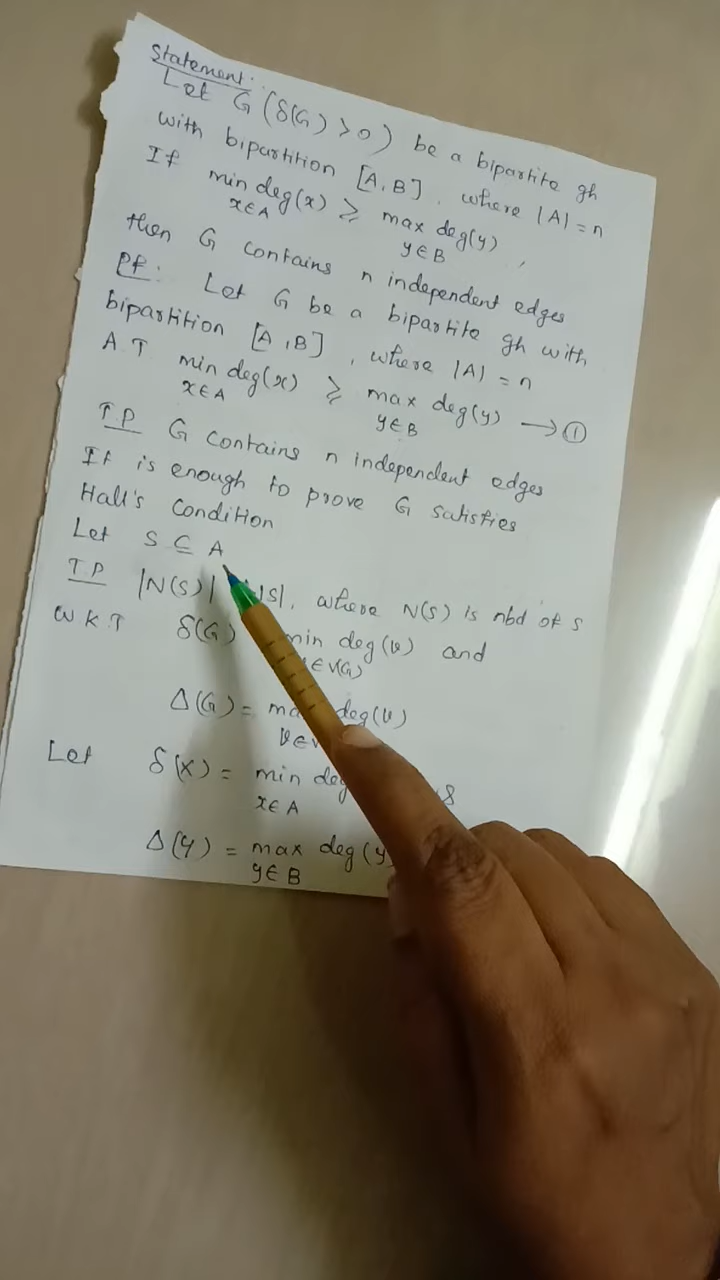 Statement:
Let G (δ(G) > 0) be a bipartite gh
with bipartition [A, B], where |A| = n
If min deg(x) ≥ max deg(y),
x∈A y∈B
then G contains n independent edges
Pf: Let G be a bipartite gh with
bipartition [A, B], where |A| = n
A.T min deg(x) ≥ max deg(y) → ①
x∈A y∈B
T.P G contains n independent edges
It is enough to prove G satisfies
Hall's Condition
Let S ⊆ A
T.P |N(S)| |S|, where N(S) is nbd of S
W K T δ(G) min deg(v) and
v∈V(G)
Δ(G) = max deg(v)
v∈V
Let δ(X) = min deg
x∈A
Δ(Y) = max deg(y
y∈B